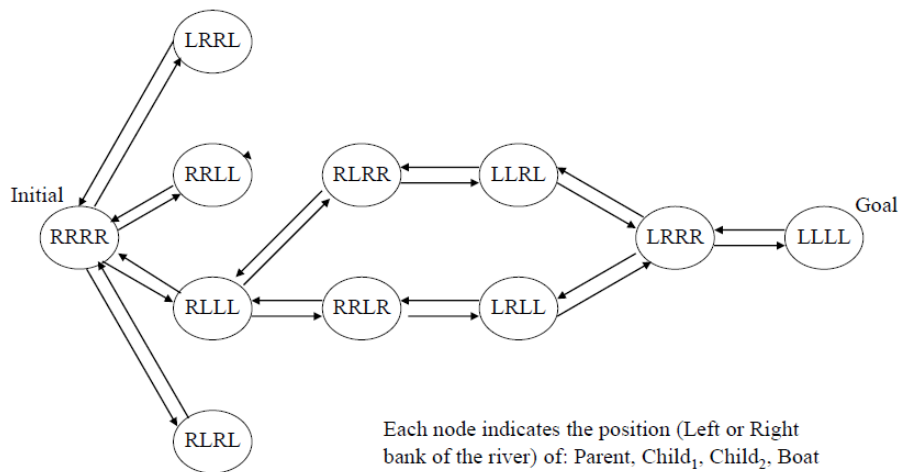 LRRL
RRLL
RLRR
LLRL
Initial
Goal
RRRR
LRRR
LLLL
RLLL
RRLR
LRLL
RLRL
Each node indicates the position (Left or Right
bank of the river) of: Parent, Child₁, Child₂, Boat